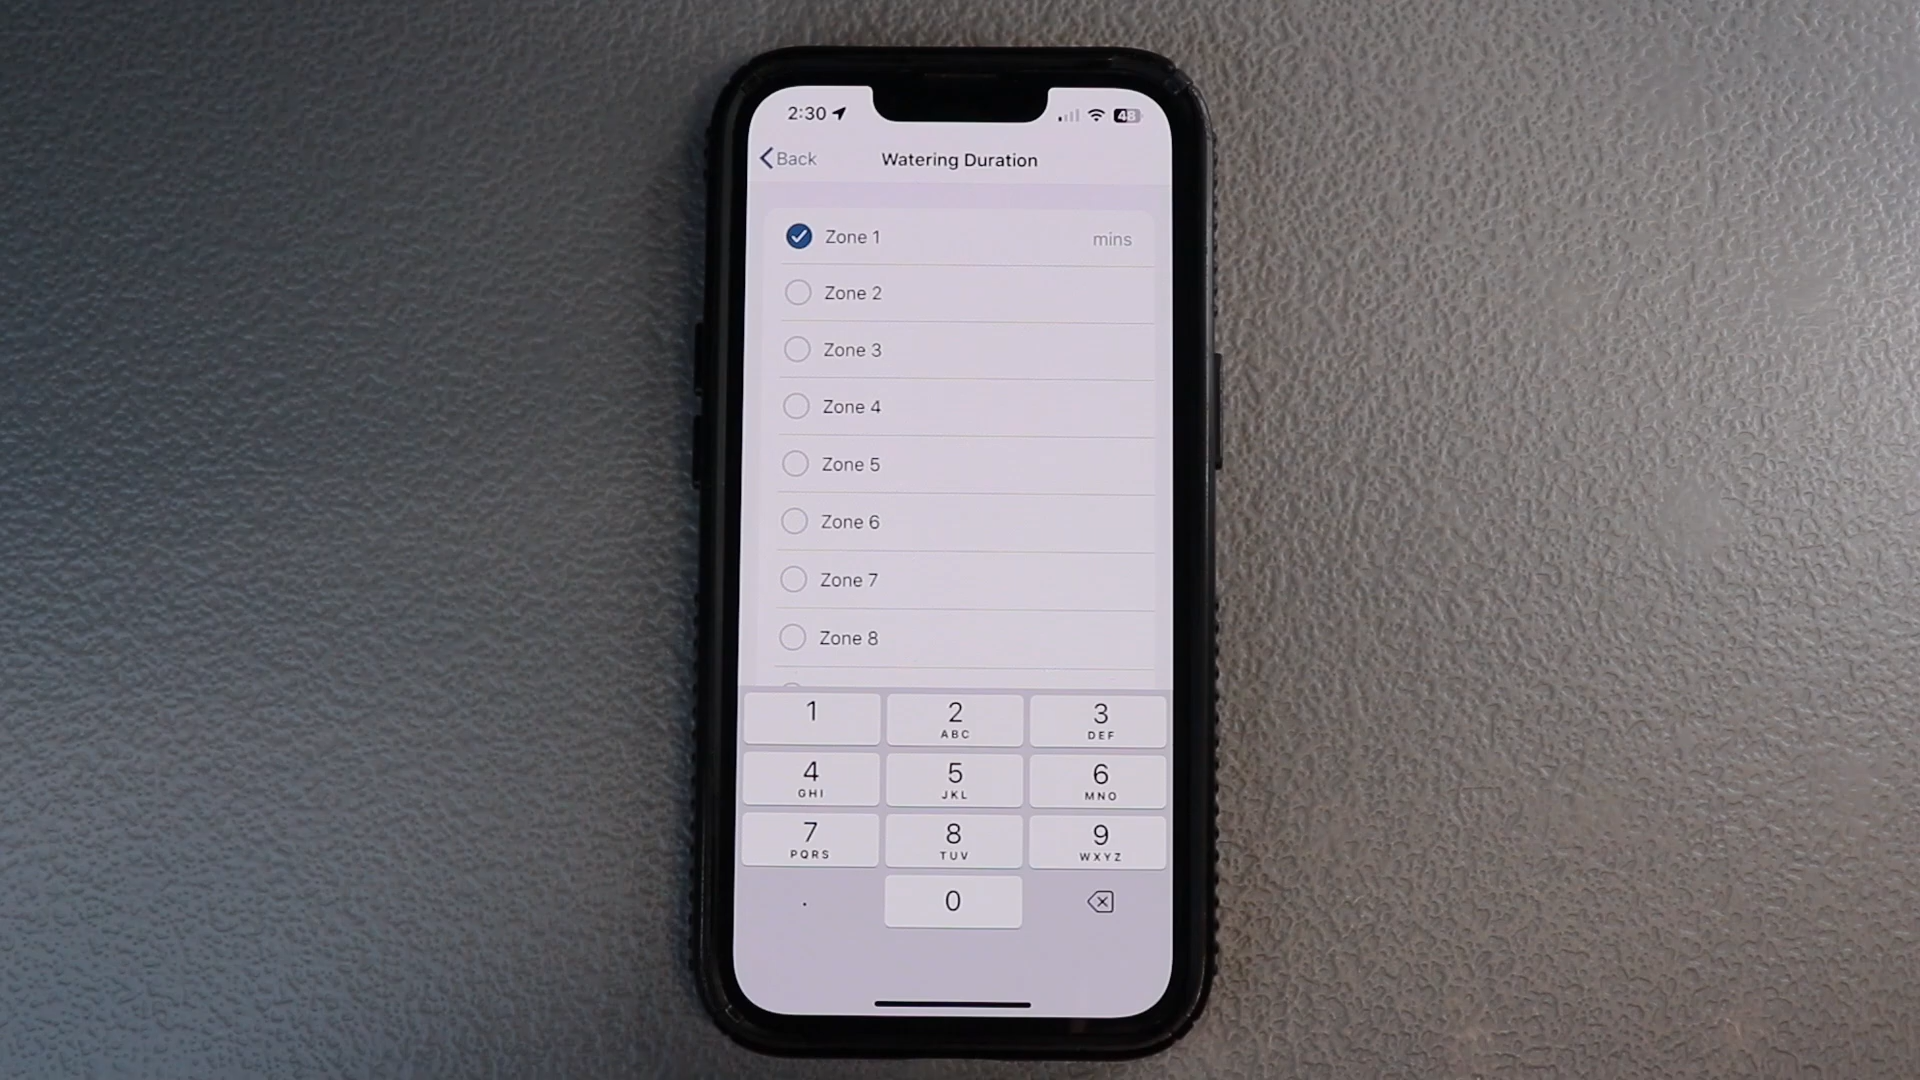 2:30 48
Back Watering Duration
Zone 1 mins
Zone 2
Zone 3
Zone 4
Zone 5
Zone 6
Zone 7
Zone 8
1 2 3
ABC DEF
4 5 6
GHI JKL MNO
7 8 9
PQRS TUV WXYZ
. 0